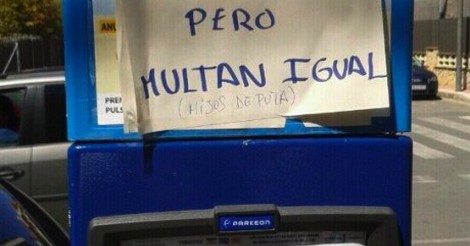 PERO
MULTAN IGUAL
(HIJOS DE PUTA)
PARKEON